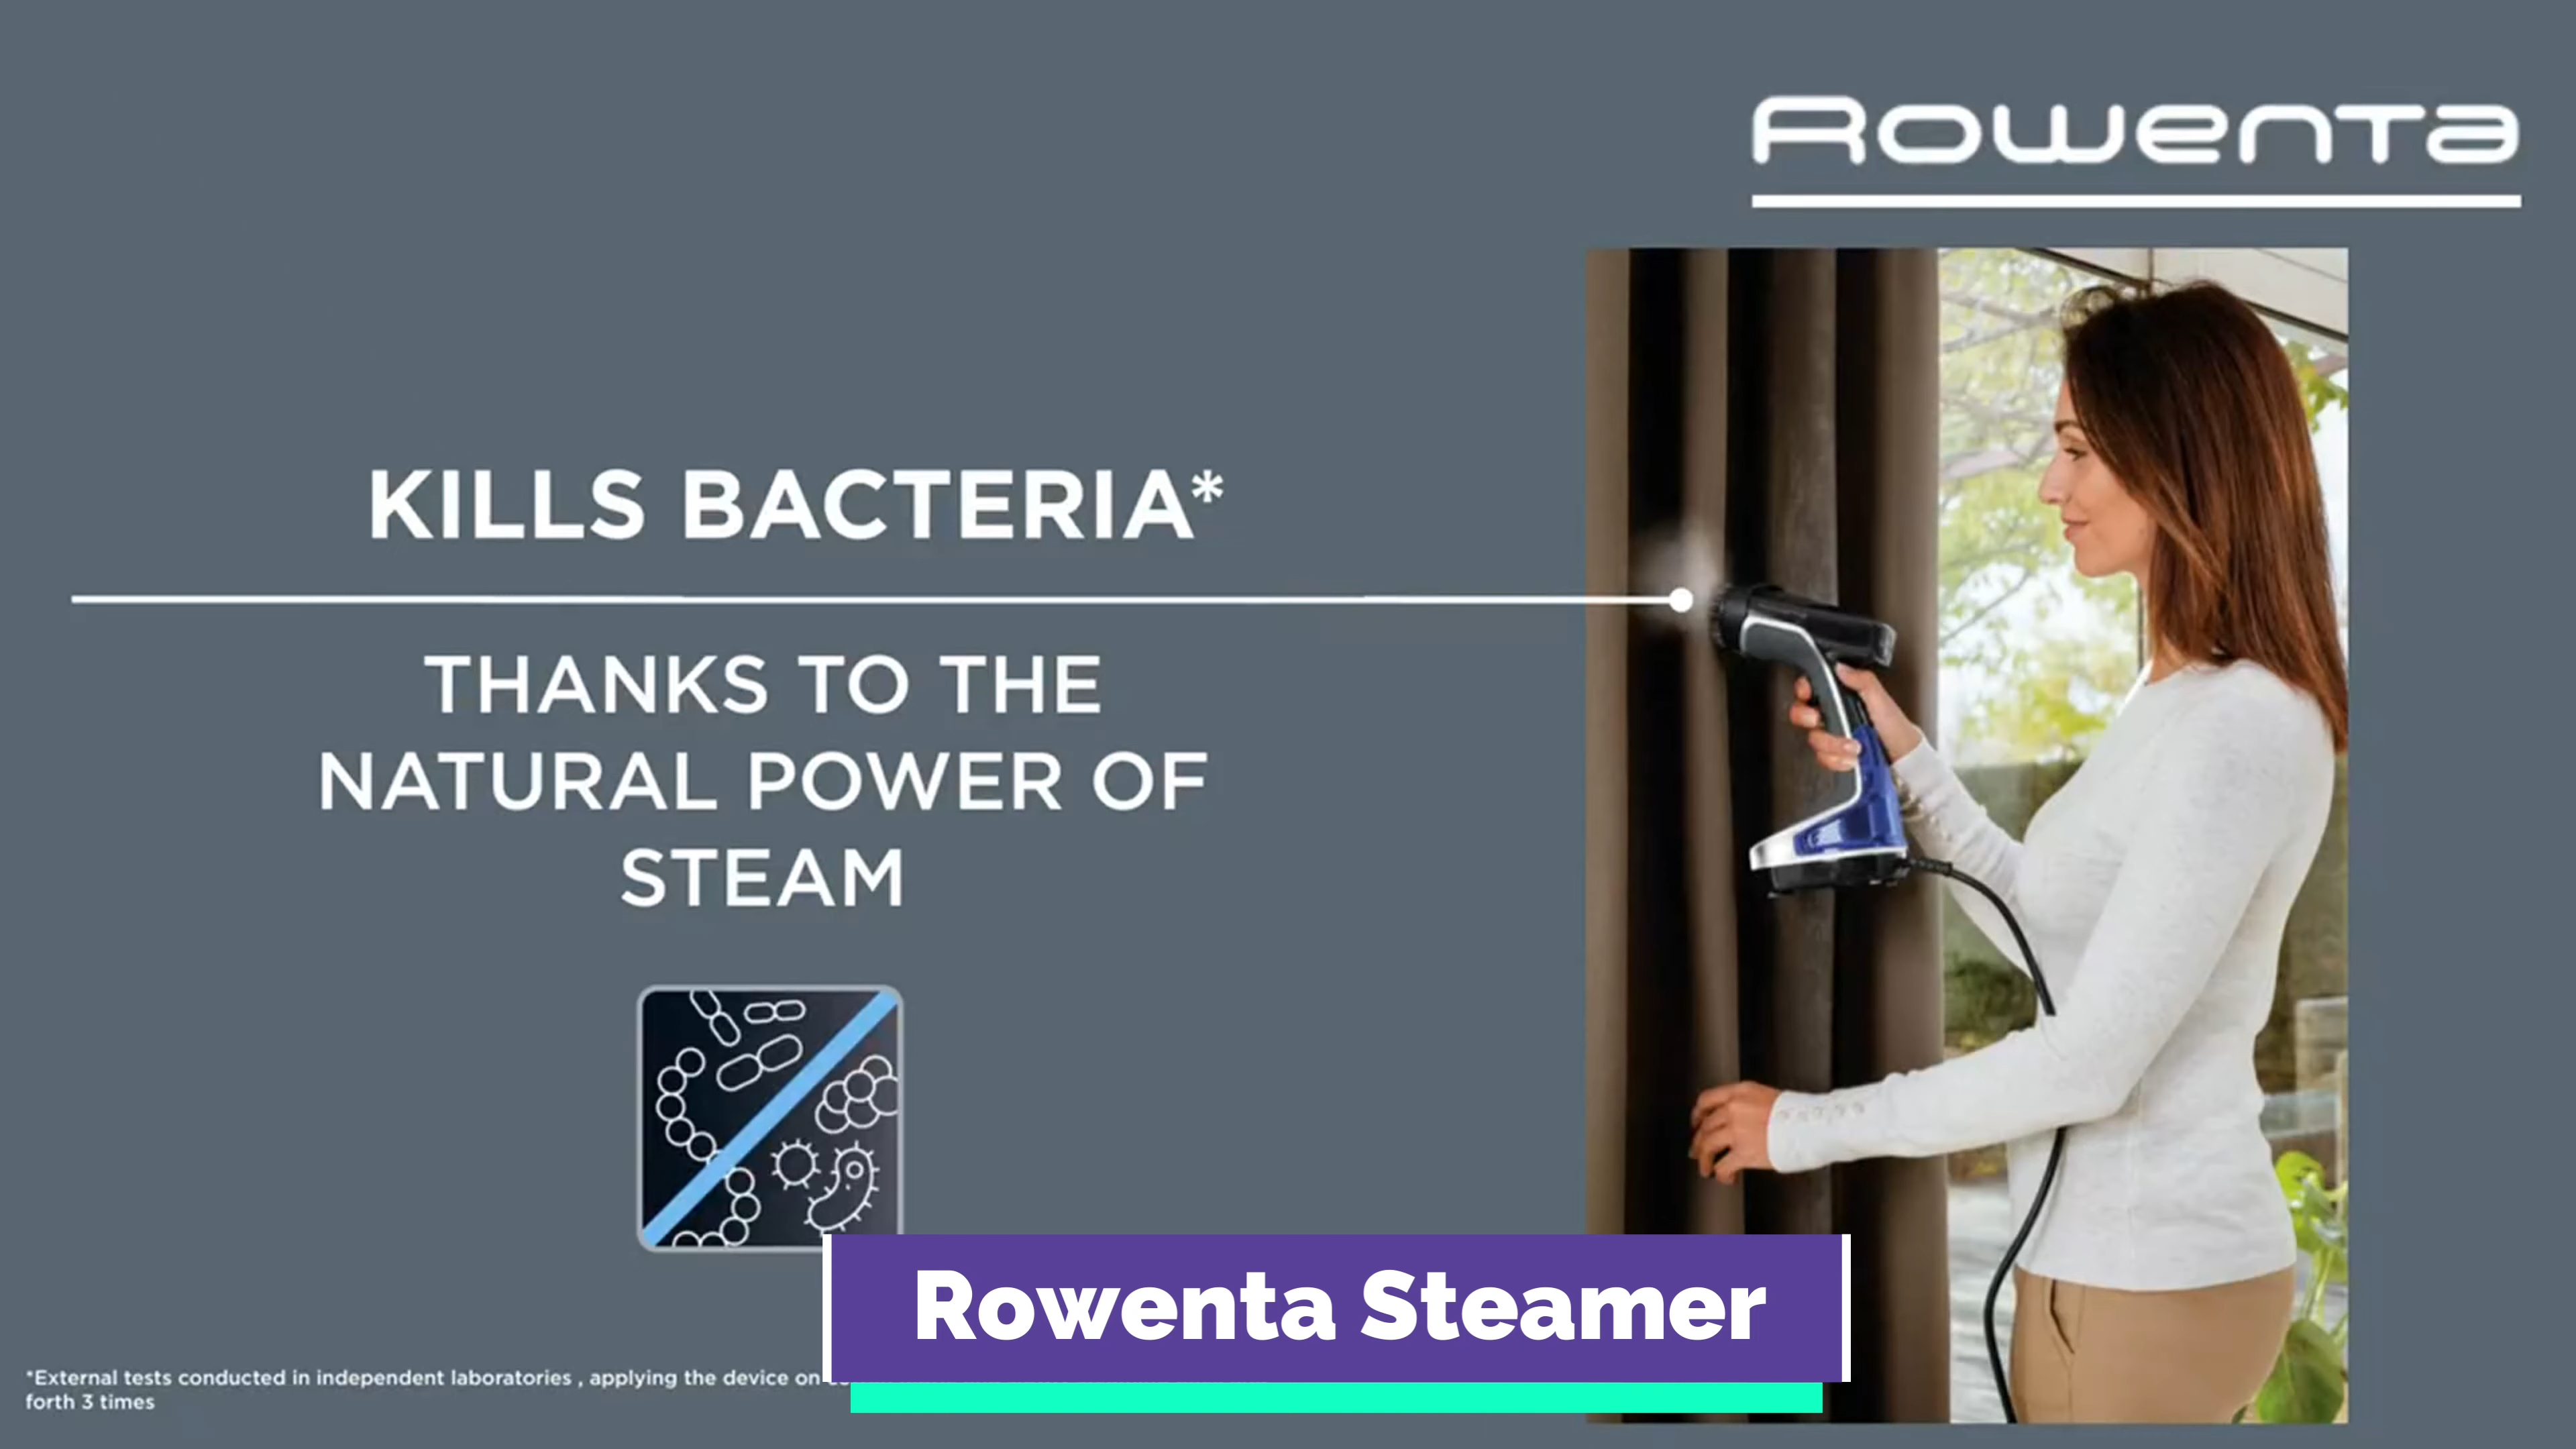 Rowenta
KILLS BACTERIA*
THANKS TO THE
NATURAL POWER OF
STEAM
Rowenta Steamer
*External tests conducted in independent laboratories , applying the device on
forth 3 times